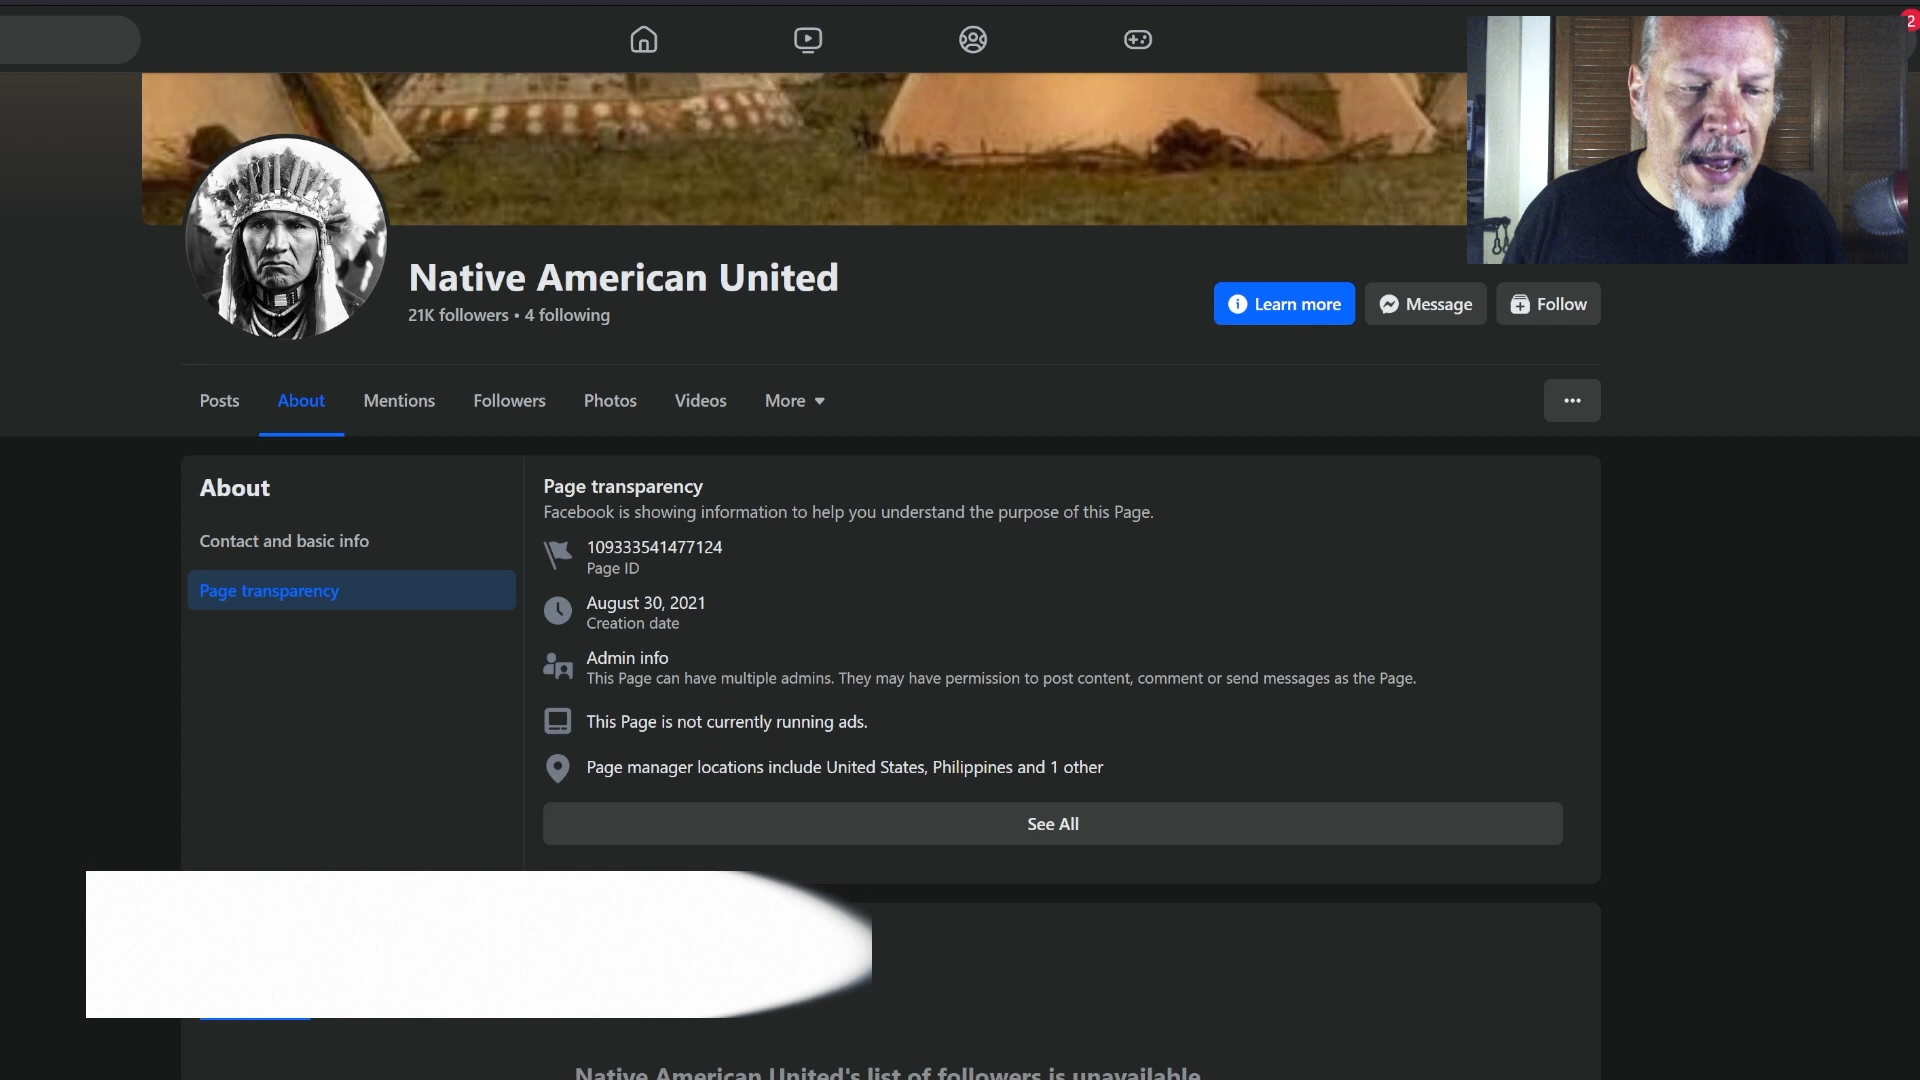 2
Native American United
21K followers • 4 following
Learn more
Message
Follow
Posts
About
Mentions
Followers
Photos
Videos
More
About
Contact and basic info
Page transparency
Page transparency
Facebook is showing information to help you understand the purpose of this Page.
109333541477124
Page ID
August 30, 2021
Creation date
Admin info
This Page can have multiple admins. They may have permission to post content, comment or send messages as the Page.
This Page is not currently running ads.
Page manager locations include United States, Philippines and 1 other
See All
Native American United's list of followers is unavailable